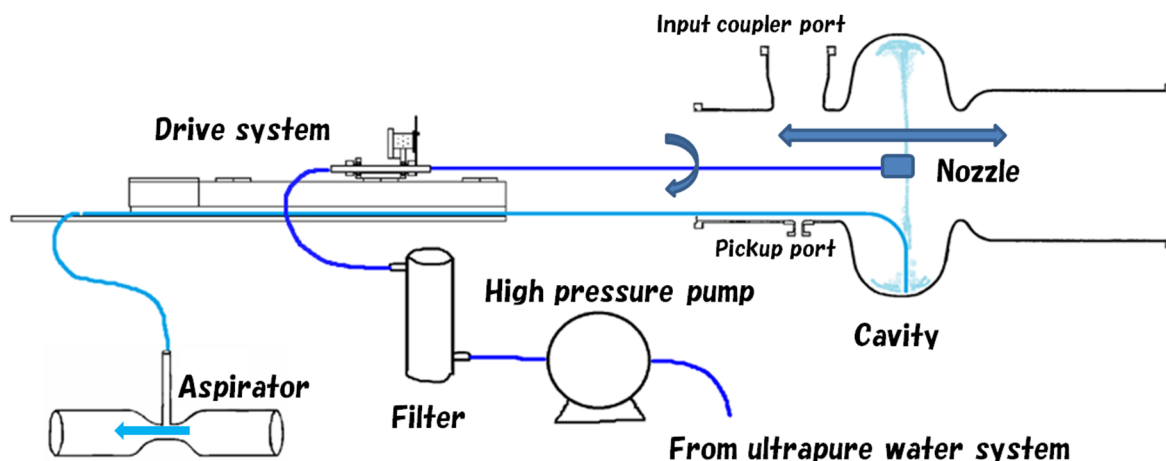 Input coupler port
Drive system
Nozzle
Pickup port
High pressure pump
Cavity
Aspirator
Filter
From ultrapure water system